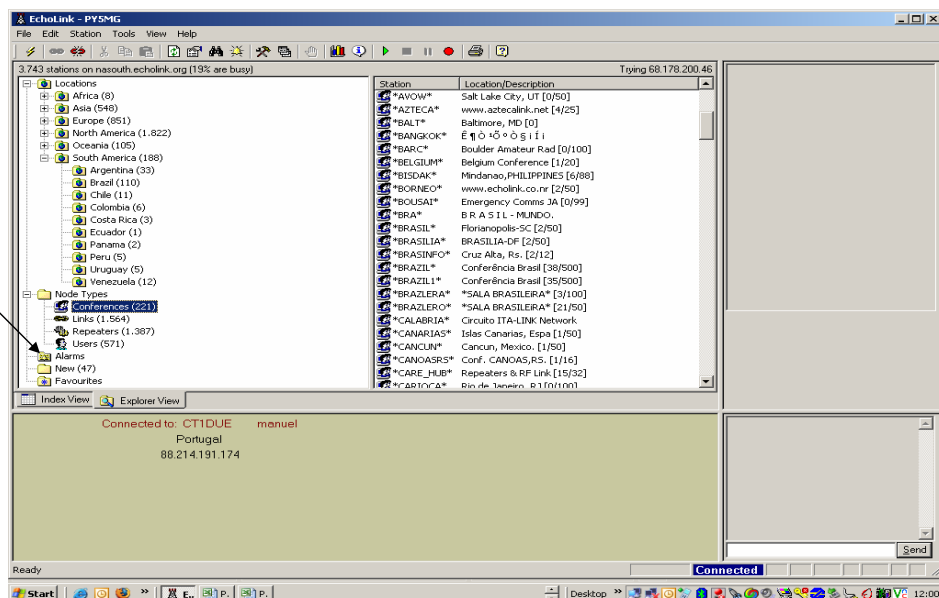 EchoLink - PY5MG
File Edit Station Tools View Help
3.743 stations on nasouth.echolink.org (19% are busy)
Trying 68.178.200.46
Locations
Africa (8)
Asia (548)
Europe (851)
North America (1.822)
Oceania (105)
South America (188)
Argentina (33)
Brazil (110)
Chile (11)
Colombia (6)
Costa Rica (3)
Ecuador (1)
Panama (2)
Peru (5)
Uruguay (5)
Venezuela (12)
Node Types
Conferences (221)
Links (1.564)
Repeaters (1.387)
Users (571)
Alarms
New (47)
Favourites
Station Location/Description
*AVOW* Salt Lake City, UT [0/50]
*AZTECA* www.aztecalink.net [4/25]
*BALT* Baltimore, MD [0]
*BANGKOK*
*BARC* Boulder Amateur Rad [0/100]
*BELGIUM* Belgium Conference [1/20]
*BISDAK* Mindanao,PHILIPPINES [6/88]
*BORNEO* www.echolink.co.nr [2/50]
*BOUSAI* Emergency Comms JA [0/99]
*BRA* B R A S I L - MUNDO.
*BRASIL* Florianopolis-SC [2/50]
*BRASILIA* BRASILIA-DF [2/50]
*BRASINFO* Cruz Alta, Rs. [2/12]
*BRAZIL* Conferência Brasil [38/500]
*BRAZIL1* Conferência Brasil [35/500]
*BRAZLERA* *SALA BRASILEiRA* [3/100]
*BRAZLERO* *SALA BRASILEiRA* [21/50]
*CALABRIA* Circuito ITA-LINK Network
*CANARIAS* Islas Canarias, Espa [1/50]
*CANCUN* Cancun, Mexico. [1/50]
*CANOASRS* Conf. CANOAS,RS. [1/16]
*CARE_HUB* Repeaters & RF Link [15/32]
*CARIOCA* Rio de Janeiro, RJ [0/100]
Index View Explorer View
Connected to: CT1DUE manuel
Portugal
88.214.191.174
Send
Ready
Connected
Start » E.. P. P. Desktop » 12:00